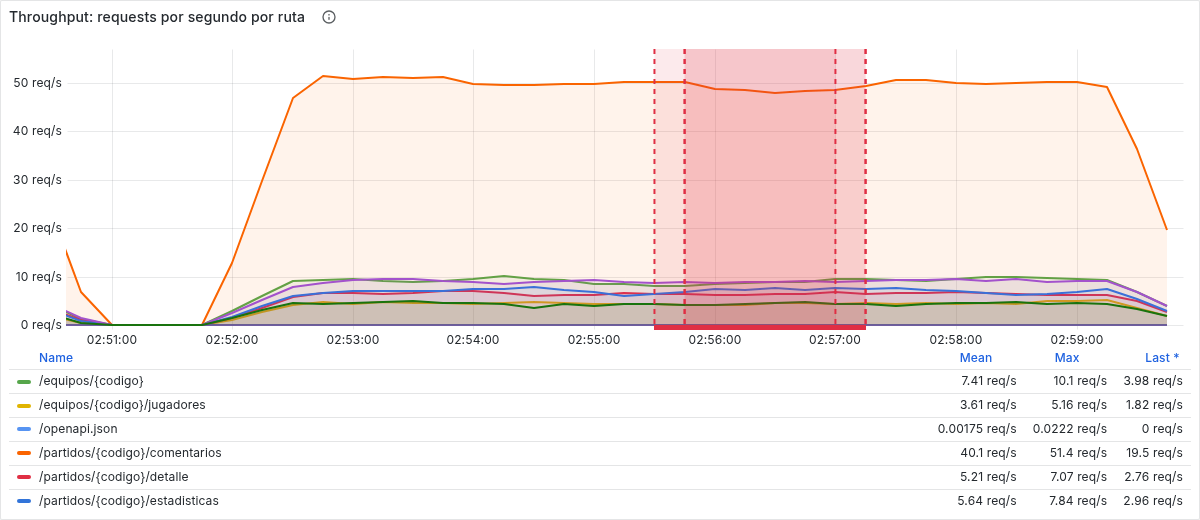 Throughput: requests por segundo por ruta
50 req/s
40 req/s
30 req/s
20 req/s
10 req/s
0 req/s
02:51:00 02:52:00 02:53:00 02:54:00 02:55:00 02:56:00 02:57:00 02:58:00 02:59:00
Name Mean Max Last *
/equipos/{codigo} 7.41 req/s 10.1 req/s 3.98 req/s
/equipos/{codigo}/jugadores 3.61 req/s 5.16 req/s 1.82 req/s
/openapi.json 0.00175 req/s 0.0222 req/s 0 req/s
/partidos/{codigo}/comentarios 40.1 req/s 51.4 req/s 19.5 req/s
/partidos/{codigo}/detalle 5.21 req/s 7.07 req/s 2.76 req/s
/partidos/{codigo}/estadisticas 5.64 req/s 7.84 req/s 2.96 req/s